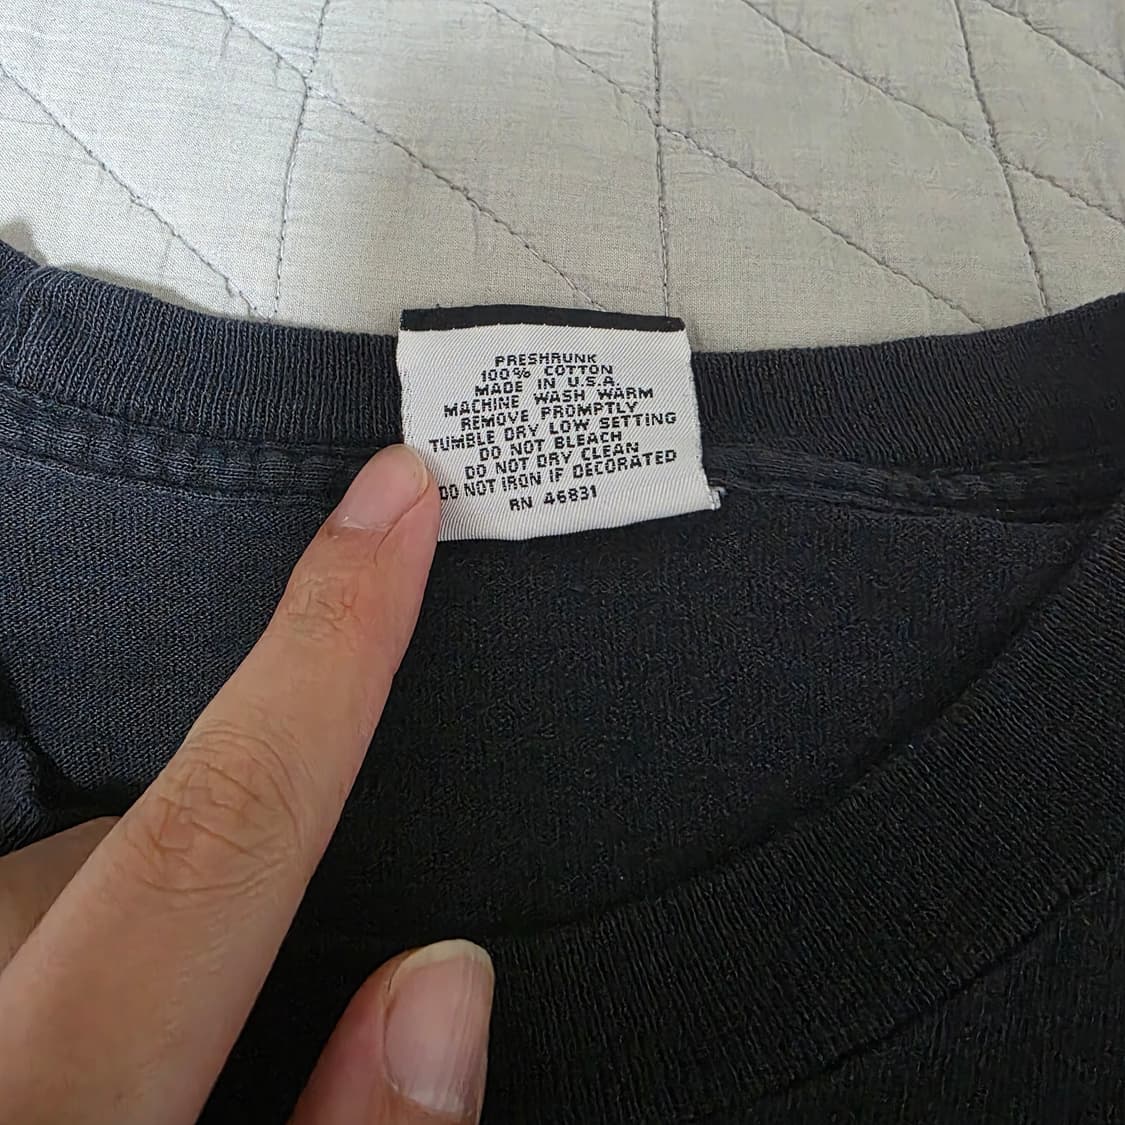 PRESHRUNK
100% COTTON
MADE IN U.S.A.
MACHINE WASH WARM
REMOVE PROMPTLY
TUMBLE DRY LOW SETTING
DO NOT BLEACH
DO NOT DRY CLEAN
DO NOT IRON IF DECORATED
RN 46831